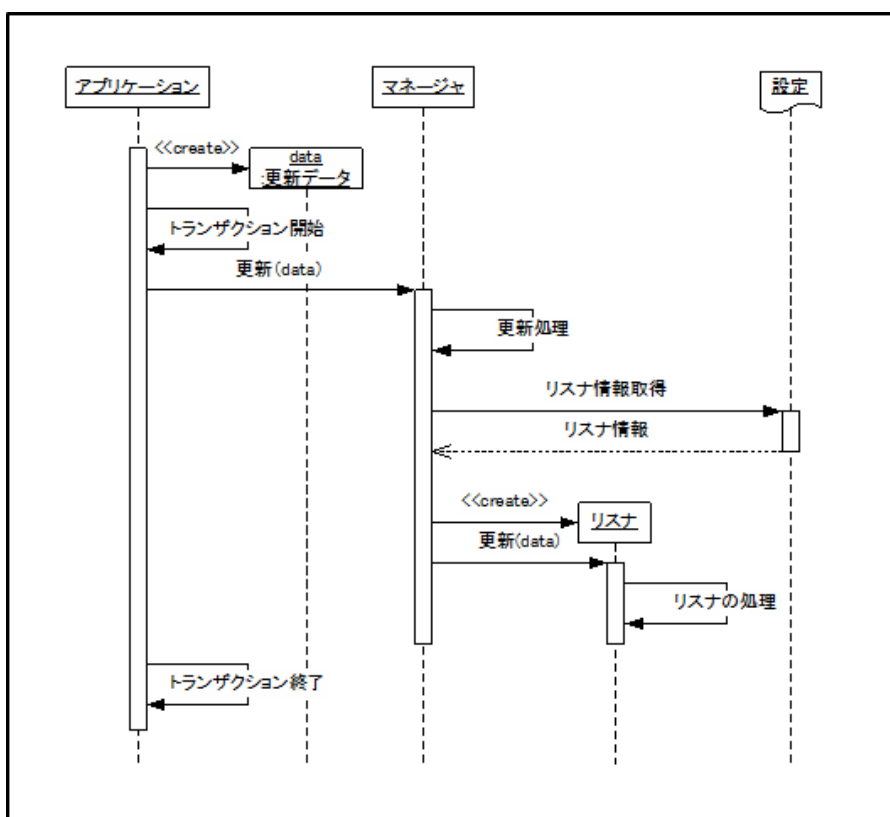 アプリケーション
マネージャ
設定
<<create>>
data
:更新データ
トランザクション開始
更新(data)
更新処理
リスナ情報取得
リスナ情報
<<create>>
リスナ
更新(data)
リスナの処理
トランザクション終了